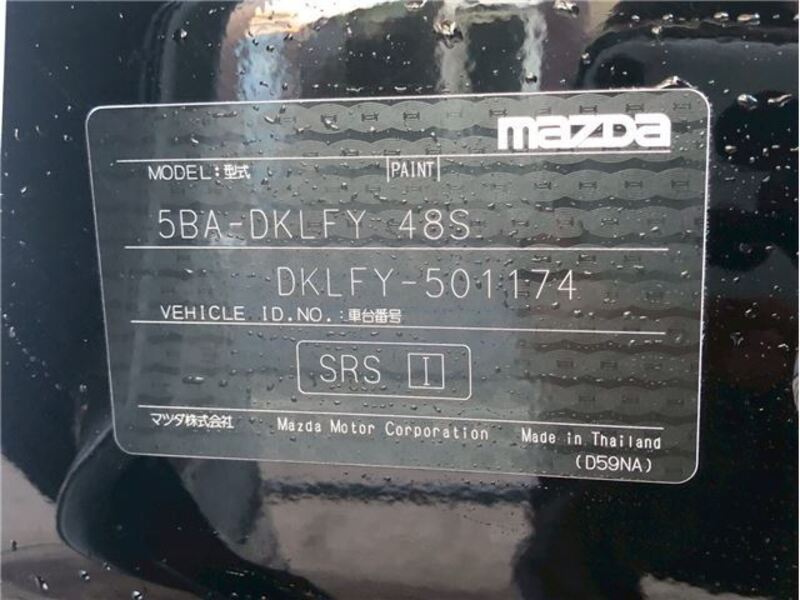 mazda
MODEL:型式 PAINT
5BA-DKLFY 48S
DKLFY-501174
VEHICLE ID.NO.:車台番号
SRS I
マツダ株式会社 Mazda Motor Corporation Made in Thailand
(D59NA)